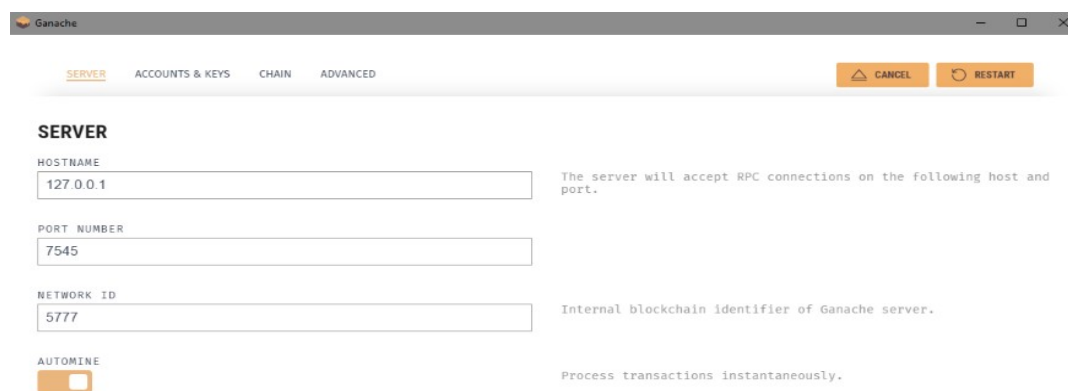 Ganache
SERVER ACCOUNTS & KEYS CHAIN ADVANCED CANCEL RESTART
SERVER
HOSTNAME
127.0.0.1
The server will accept RPC connections on the following host and
port.
PORT NUMBER
7545
NETWORK ID
5777
Internal blockchain identifier of Ganache server.
AUTOMINE
Process transactions instantaneously.